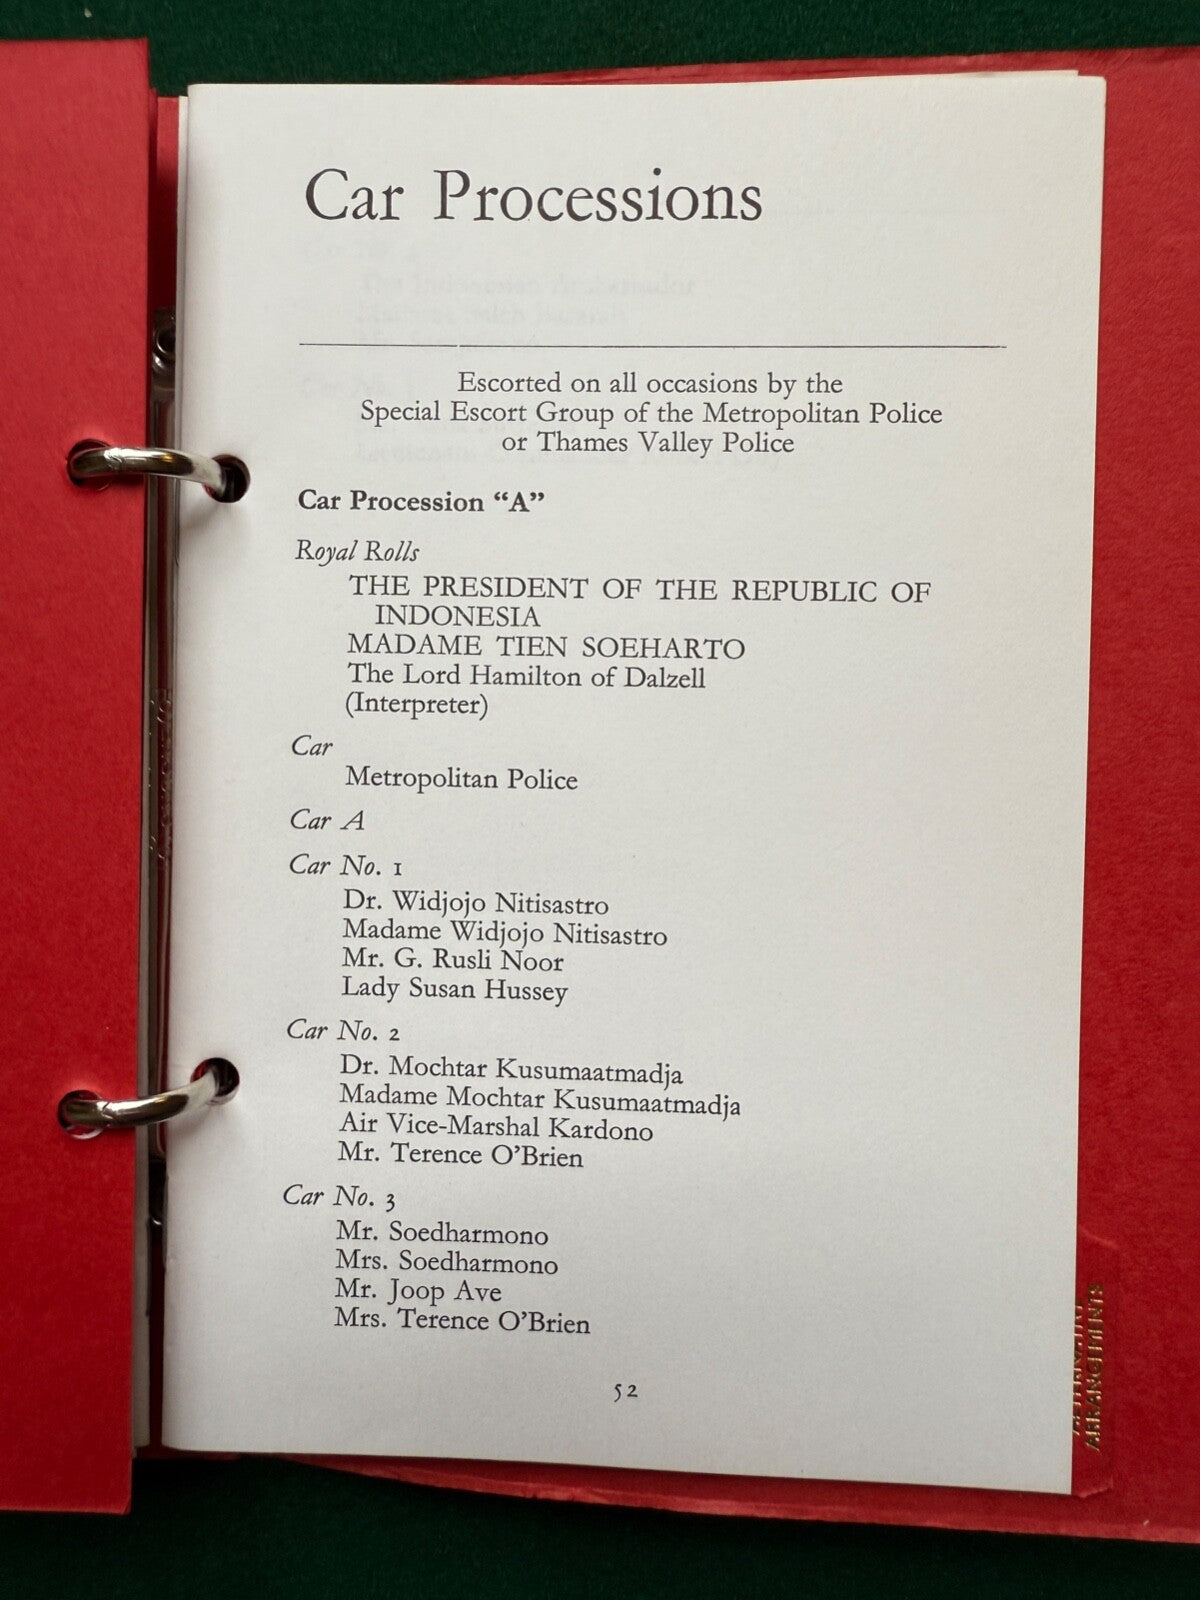 Car Processions
Escorted on all occasions by the
Special Escort Group of the Metropolitan Police
or Thames Valley Police
Car Procession “A”
Royal Rolls
THE PRESIDENT OF THE REPUBLIC OF
INDONESIA
MADAME TIEN SOEHARTO
The Lord Hamilton of Dalzell
(Interpreter)
Car
Metropolitan Police
Car A
Car No. 1
Dr. Widjojo Nitisastro
Madame Widjojo Nitisastro
Mr. G. Rusli Noor
Lady Susan Hussey
Car No. 2
Dr. Mochtar Kusumaatmadja
Madame Mochtar Kusumaatmadja
Air Vice-Marshal Kardono
Mr. Terence O’Brien
Car No. 3
Mr. Soedharmono
Mrs. Soedharmono
Mr. Joop Ave
Mrs. Terence O’Brien
52
ARRANGEMENTS